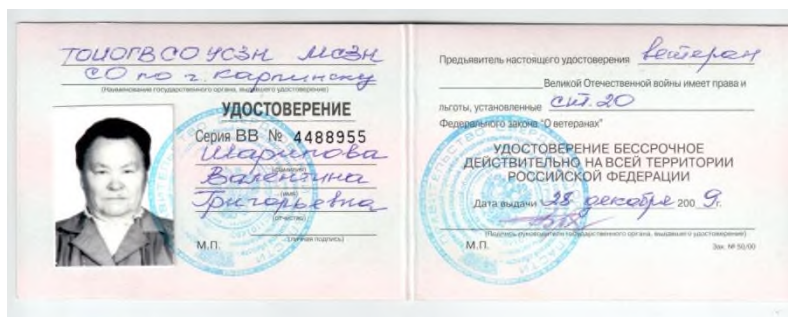 ТОИОГВ СО УСЗН МСЗН
СО по г. Карпинску
(Наименование государственного органа, выдавшего удостоверение)
УДОСТОВЕРЕНИЕ
Серия ВВ № 4488955
Шарипова
(фамилия)
Валентина
(имя)
Григорьевна
(отчество)
М.П.
(личная подпись)
Предъявитель настоящего удостоверения ветеран
Великой Отечественной войны имеет права и
льготы, установленные ст. 20
Федерального закона "О ветеранах"
УДОСТОВЕРЕНИЕ БЕССРОЧНОЕ
ДЕЙСТВИТЕЛЬНО НА ВСЕЙ ТЕРРИТОРИИ
РОССИЙСКОЙ ФЕДЕРАЦИИ
Дата выдачи 28 декабря 2009 г.
(Подпись руководителя государственного органа, выдавшего удостоверение)
М.П.
Зак. № 50/00